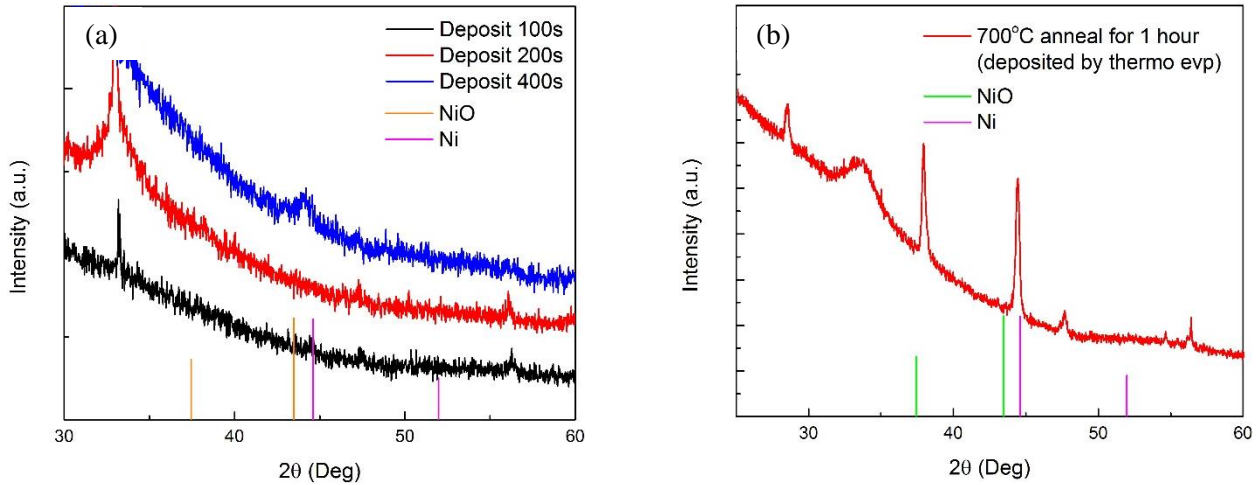 (a)
Deposit 100s
Deposit 200s
Deposit 400s
NiO
Ni
Intensity (a.u.)
30 40 50 60
2θ (Deg)
(b)
700°C anneal for 1 hour
(deposited by thermo evp)
NiO
Ni
Intensity (a.u.)
30 40 50 60
2θ (Deg)